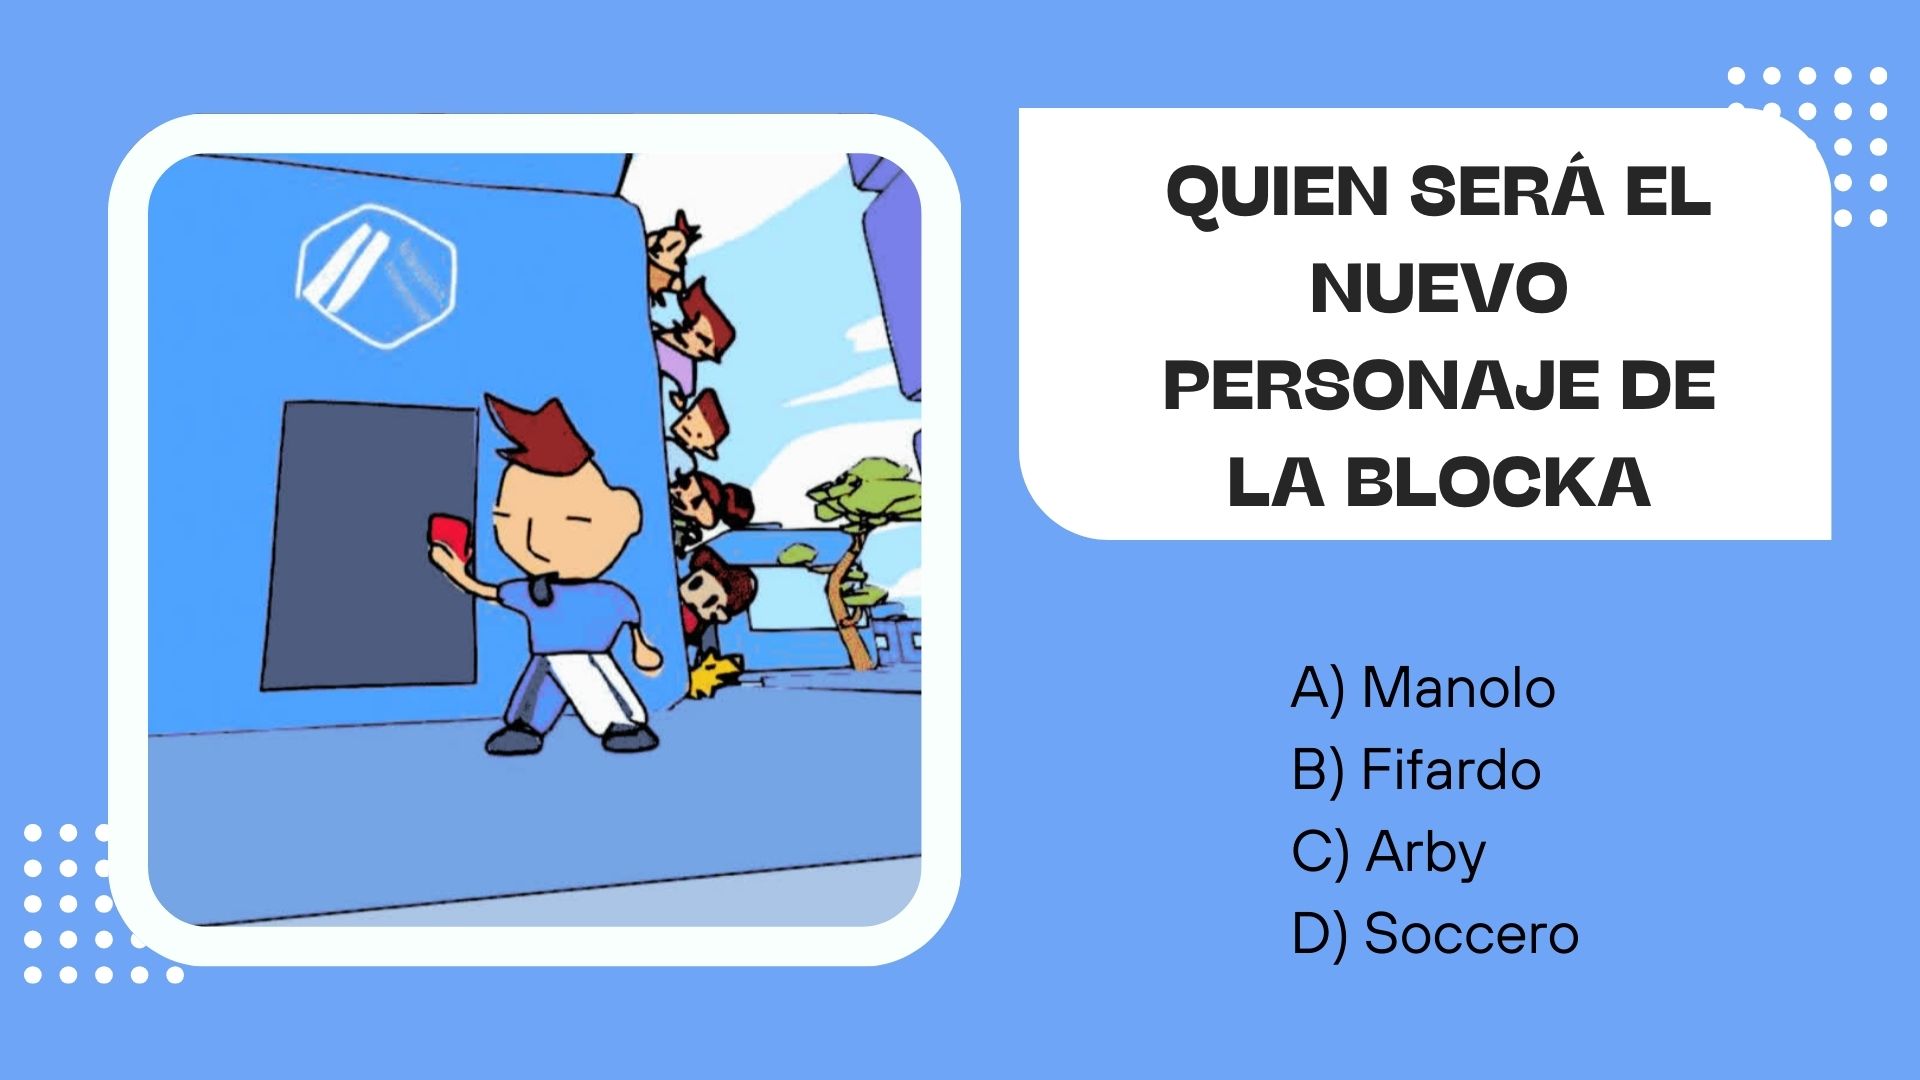 QUIEN SERÁ EL
NUEVO
PERSONAJE DE
LA BLOCKA
A) Manolo
B) Fifardo
C) Arby
D) Soccero